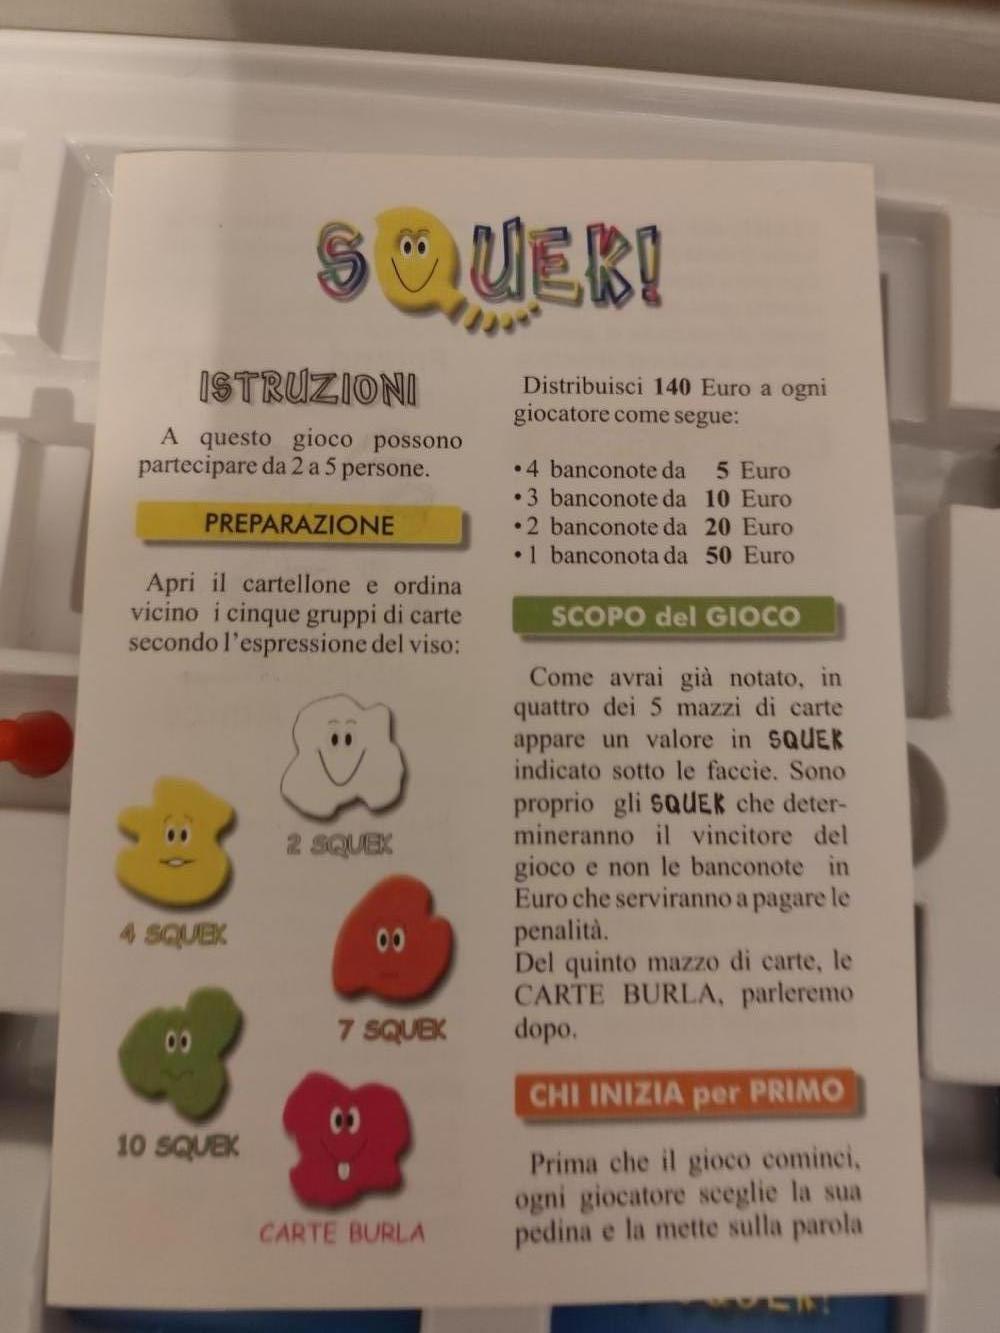 SQUEK!
ISTRUZIONI
A questo gioco possono
partecipare da 2 a 5 persone.
PREPARAZIONE
Apri il cartellone e ordina
vicino i cinque gruppi di carte
secondo l'espressione del viso:
2 SQUEK
4 SQUEK
7 SQUEK
10 SQUEK
CARTE BURLA
Distribuisci 140 Euro a ogni
giocatore come segue:
• 4 banconote da 5 Euro
• 3 banconote da 10 Euro
• 2 banconote da 20 Euro
• 1 banconota da 50 Euro
SCOPO del GIOCO
Come avrai già notato, in
quattro dei 5 mazzi di carte
appare un valore in SQUEK
indicato sotto le faccie. Sono
proprio gli SQUEK che deter-
mineranno il vincitore del
gioco e non le banconote in
Euro che serviranno a pagare le
penalità.
Del quinto mazzo di carte, le
CARTE BURLA, parleremo
dopo.
CHI INIZIA per PRIMO
Prima che il gioco cominci,
ogni giocatore sceglie la sua
pedina e la mette sulla parola